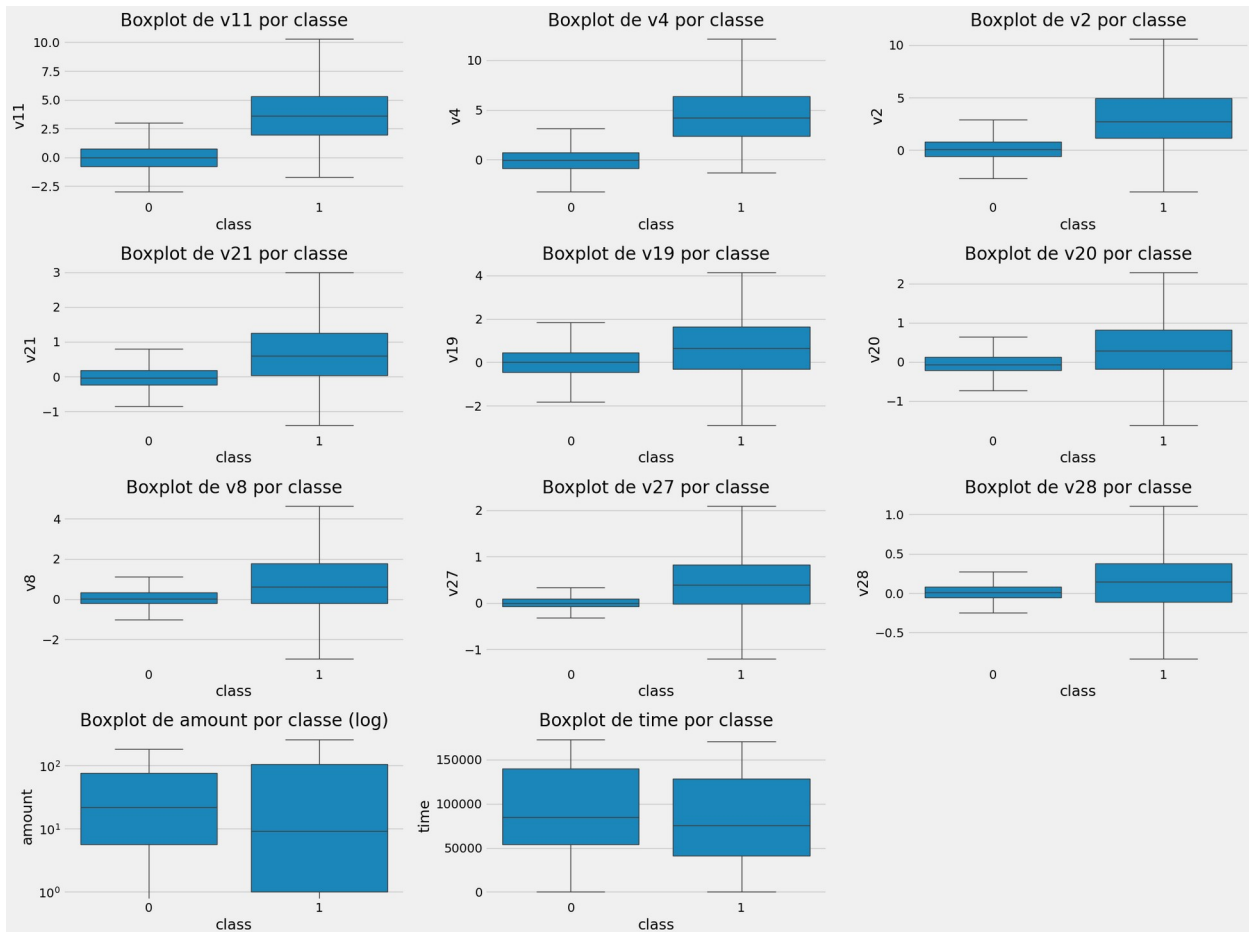 Boxplot de v11 por classe
10.0
7.5
5.0
2.5
0.0
−2.5
v11
0 1
class
Boxplot de v4 por classe
10
5
0
v4
0 1
class
Boxplot de v2 por classe
10
5
0
v2
0 1
class
Boxplot de v21 por classe
3
2
1
0
−1
v21
0 1
class
Boxplot de v19 por classe
4
2
0
−2
v19
0 1
class
Boxplot de v20 por classe
2
1
0
−1
v20
0 1
class
Boxplot de v8 por classe
4
2
0
−2
v8
0 1
class
Boxplot de v27 por classe
2
1
0
−1
v27
0 1
class
Boxplot de v28 por classe
1.0
0.5
0.0
−0.5
v28
0 1
class
Boxplot de amount por classe (log)
10²
10¹
10⁰
amount
0 1
class
Boxplot de time por classe
150000
100000
50000
0
time
0 1
class